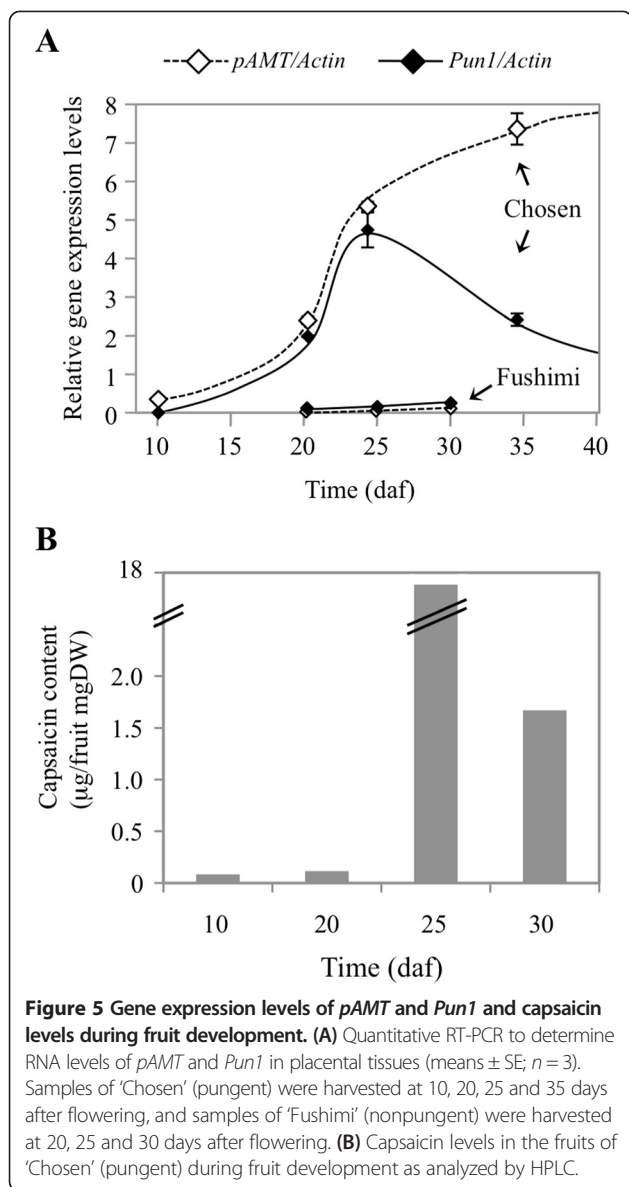 A
pAMT/Actin Pun1/Actin
8
7
6
5
4
3
2
1
0
Relative gene expression levels
Chosen
Fushimi
10 15 20 25 30 35 40
Time (daf)
B
18
2.0
1.5
1.0
0.5
0
Capsaicin content
(µg/fruit mgDW)
10 20 25 30
Time (daf)
Figure 5 Gene expression levels of pAMT and Pun1 and capsaicin
levels during fruit development. (A) Quantitative RT-PCR to determine
RNA levels of pAMT and Pun1 in placental tissues (means ± SE; n = 3).
Samples of ‘Chosen’ (pungent) were harvested at 10, 20, 25 and 35 days
after flowering, and samples of ‘Fushimi’ (nonpungent) were harvested
at 20, 25 and 30 days after flowering. (B) Capsaicin levels in the fruits of
‘Chosen’ (pungent) during fruit development as analyzed by HPLC.